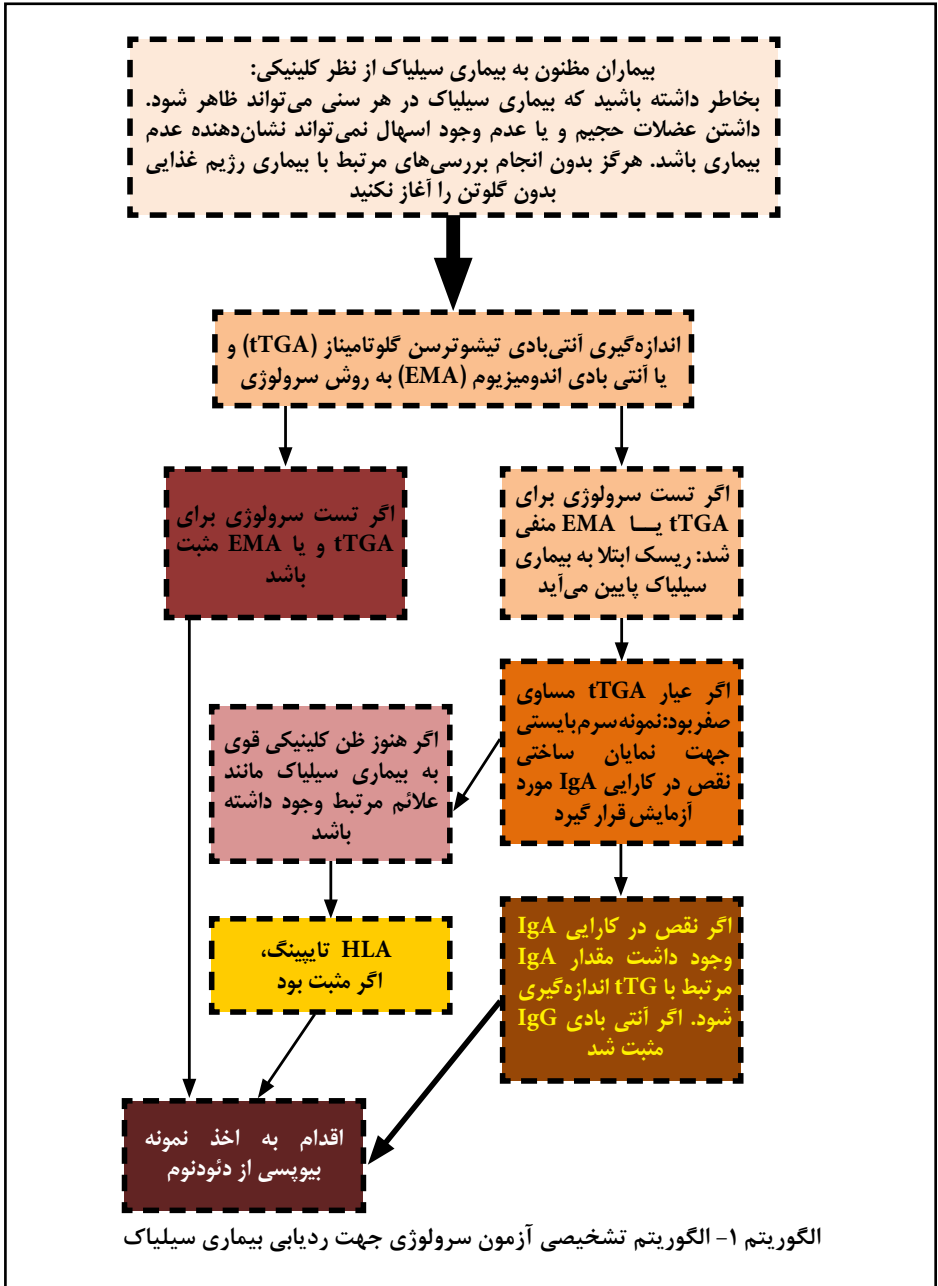 بیماران مظنون به بیماری سیلیاک از نظر کلینیکی:
بخاطر داشته باشید که بیماری سیلیاک در هر سنی می‌تواند ظاهر شود.
داشتن عضلات حجیم و یا عدم وجود اسهال نمی‌تواند نشان‌دهنده عدم
بیماری باشد. هرگز بدون انجام بررسی‌های مرتبط با بیماری رژیم غذایی
بدون گلوتن را آغاز نکنید
اندازه‌گیری آنتی‌بادی تیشوترسن گلوتامیناز (tTGA) و
یا آنتی بادی اندومیزیوم (EMA) به روش سرولوژی
اگر تست سرولوژی برای
tTGA یا EMA منفی
شد: ریسک ابتلا به بیماری
سیلیاک پایین می‌آید
اگر تست سرولوژی برای
tTGA و یا EMA مثبت
باشد
اگر عیار tTGA مساوی
صفر بود: نمونه سرم بایستی
جهت نمایان ساختی
نقص در کارایی IgA مورد
آزمایش قرار گیرد
اگر هنوز ظن کلینیکی قوی
به بیماری سیلیاک مانند
علائم مرتبط وجود داشته
باشد
اگر نقص در کارایی IgA
وجود داشت مقدار IgA
مرتبط با tTG اندازه‌گیری
شود. اگر آنتی بادی IgG
مثبت شد
HLA تایپینگ،
اگر مثبت بود
اقدام به اخذ نمونه
بیوپسی از دئودنوم
الگوریتم ۱- الگوریتم تشخیصی آزمون سرولوژی جهت ردیابی بیماری سیلیاک